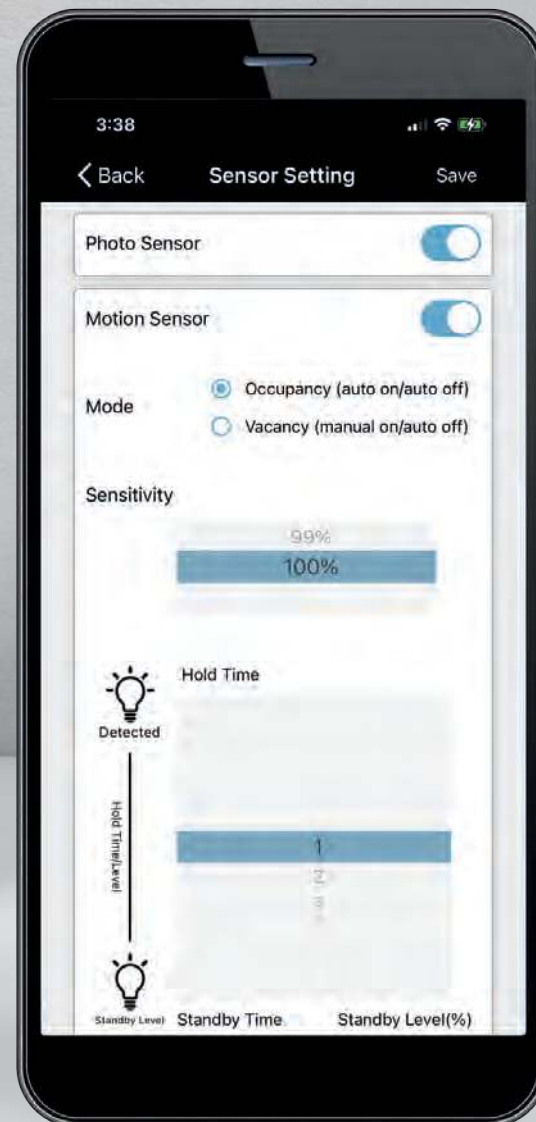 3:38
Back Sensor Setting Save
Photo Sensor
Motion Sensor
Mode
Occupancy (auto on/auto off)
Vacancy (manual on/auto off)
Sensitivity
99%
100%
Hold Time
Detected
Hold Time/Level
1
Standby Level Standby Time Standby Level(%)